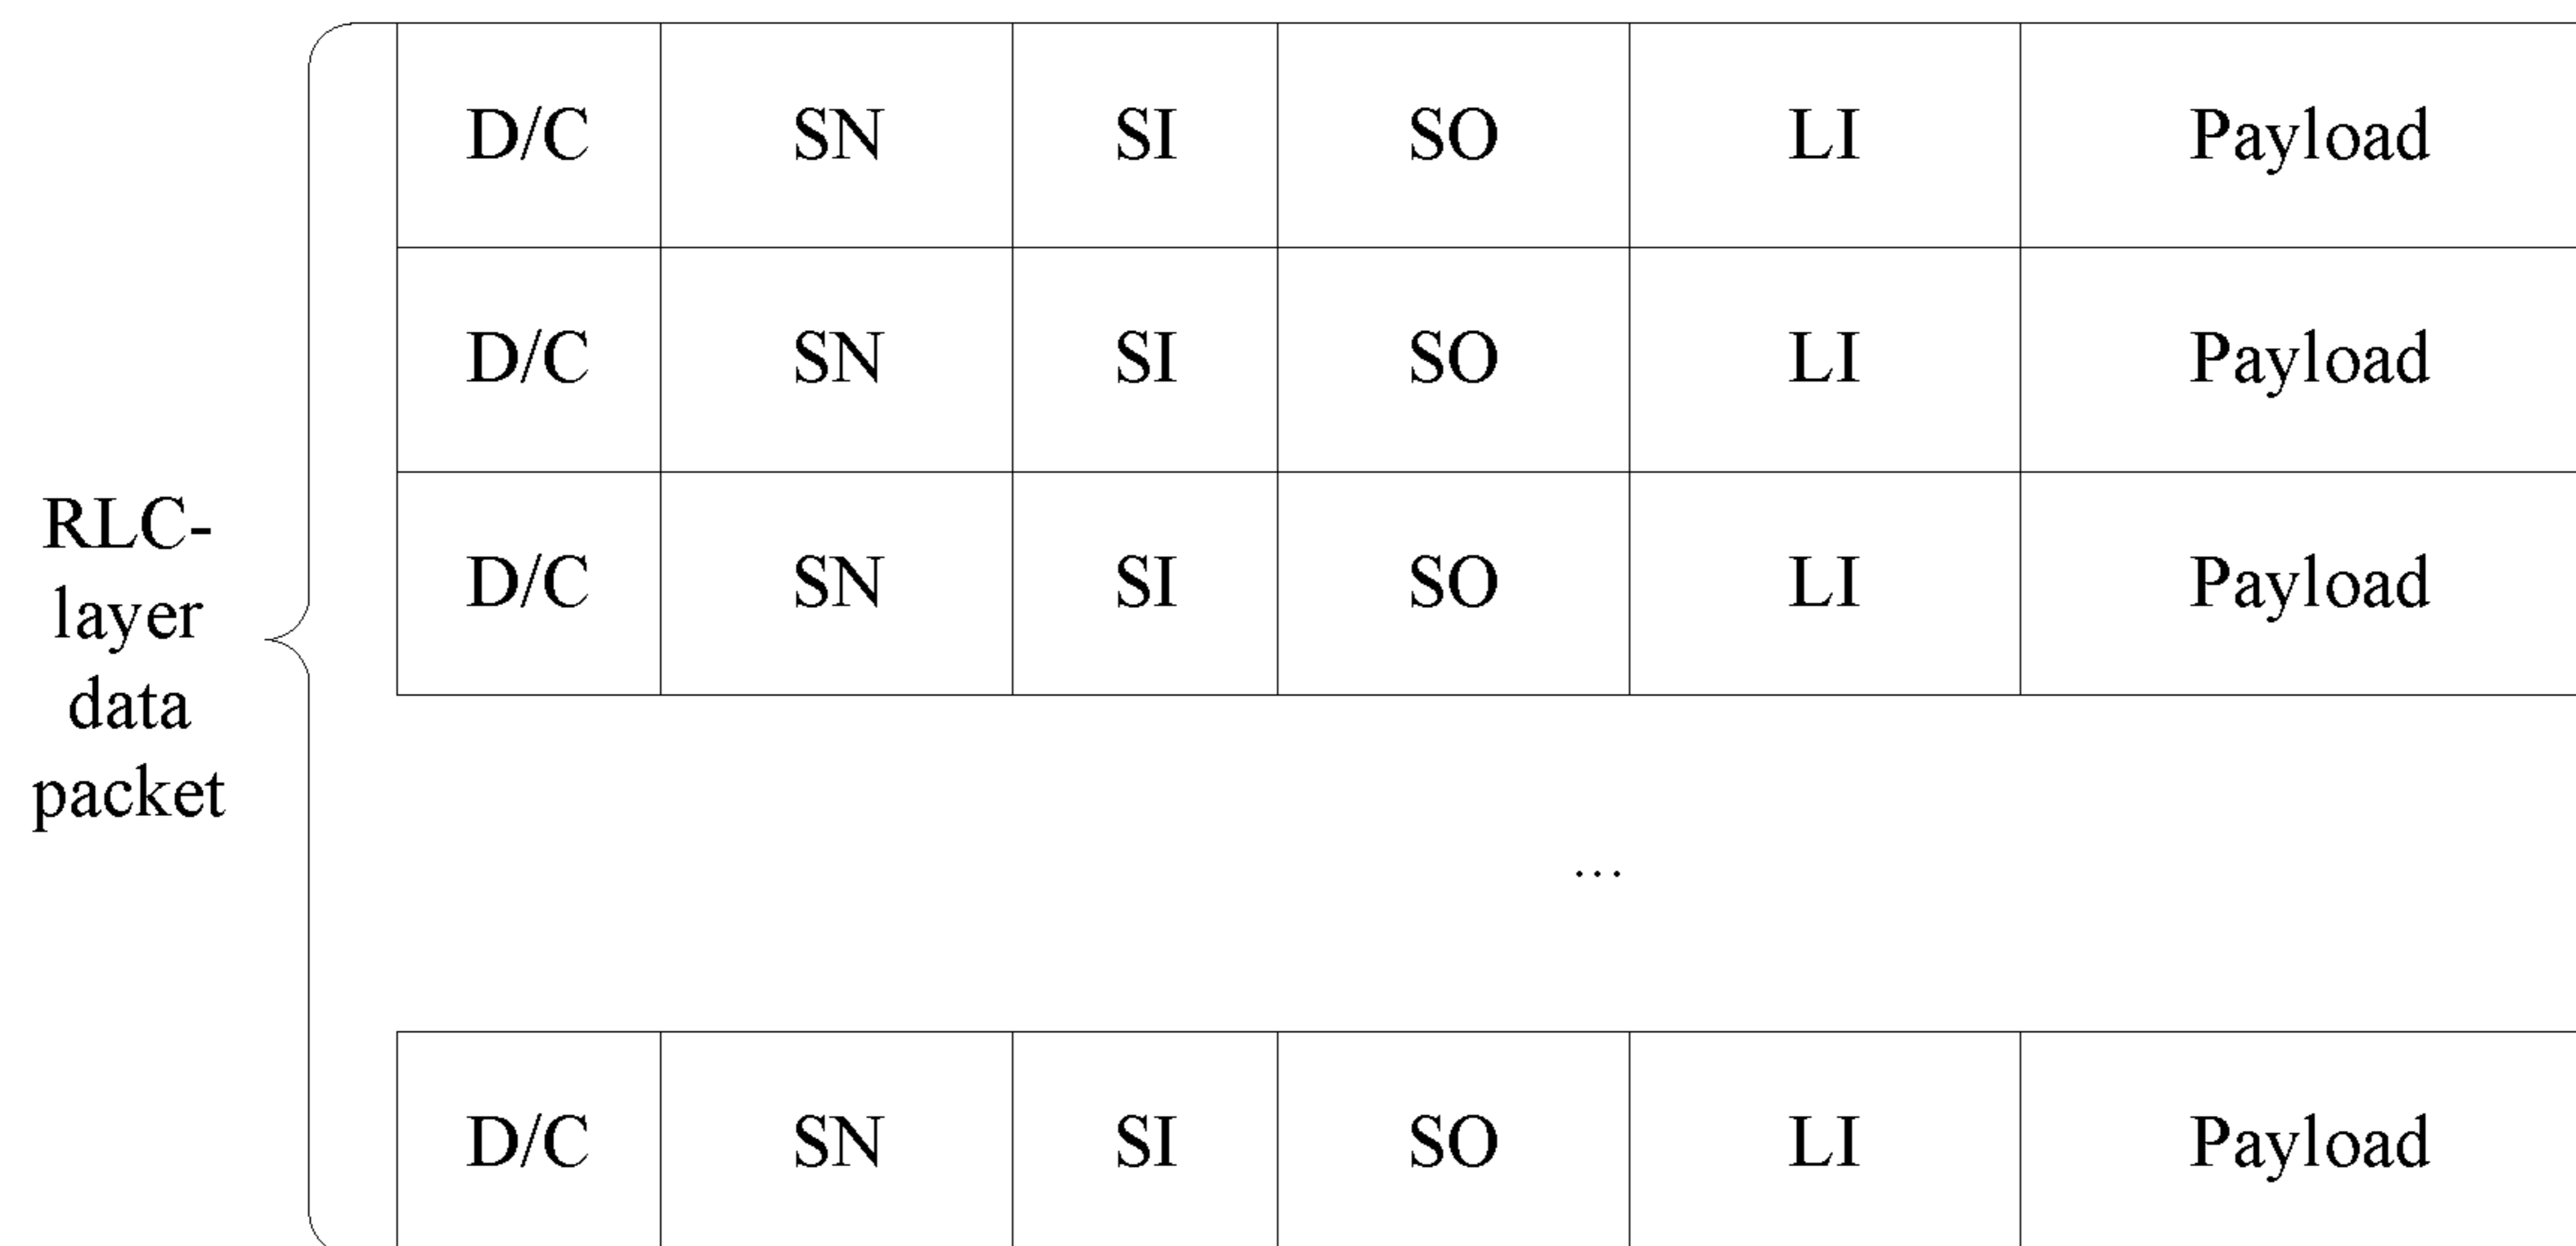 D/C SN SI SO LI Payload
D/C SN SI SO LI Payload
D/C SN SI SO LI Payload
RLC-
layer
data
packet
…
D/C SN SI SO LI Payload